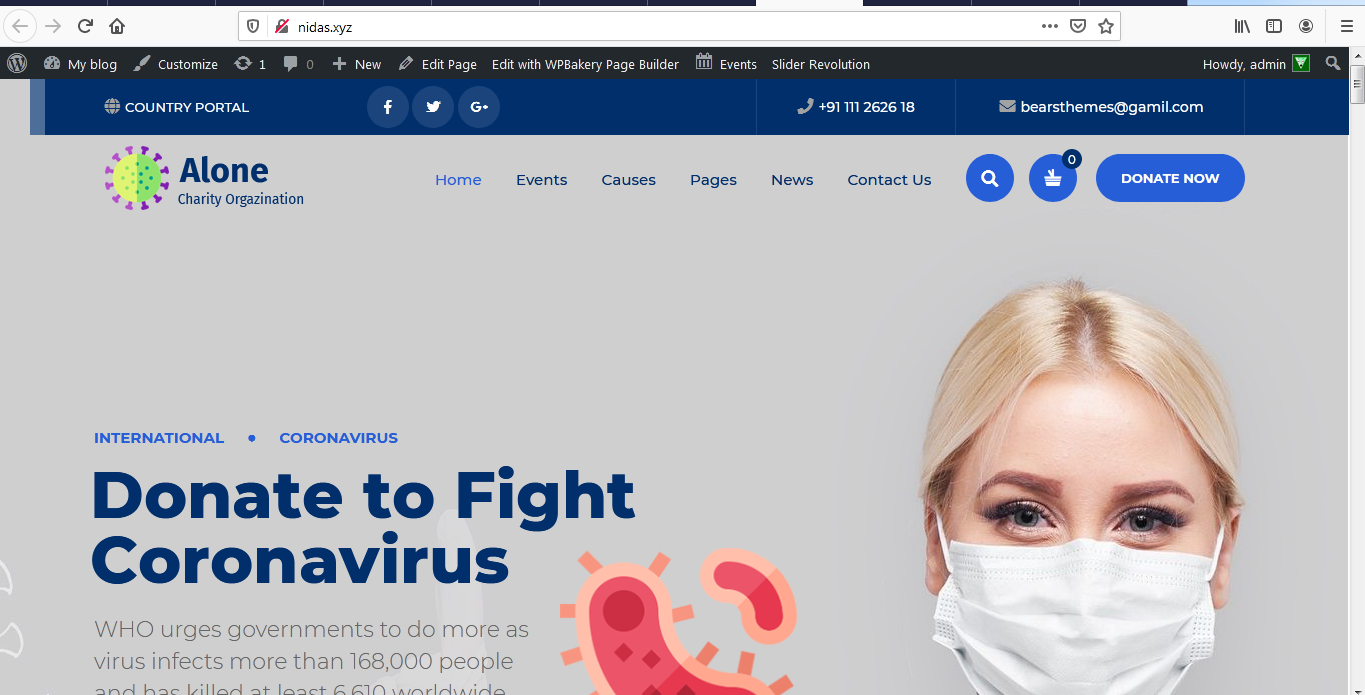 nidas.xyz
My blog Customize 1 0 New Edit Page Edit with WPBakery Page Builder Events Slider Revolution Howdy, admin
COUNTRY PORTAL +91 111 2626 18 bearsthemes@gamil.com
Alone
Charity Orgazination
Home Events Causes Pages News Contact Us 0 DONATE NOW
INTERNATIONAL • CORONAVIRUS
Donate to Fight
Coronavirus
WHO urges governments to do more as
virus infects more than 168,000 people
and has killed at least 6,610 worldwide